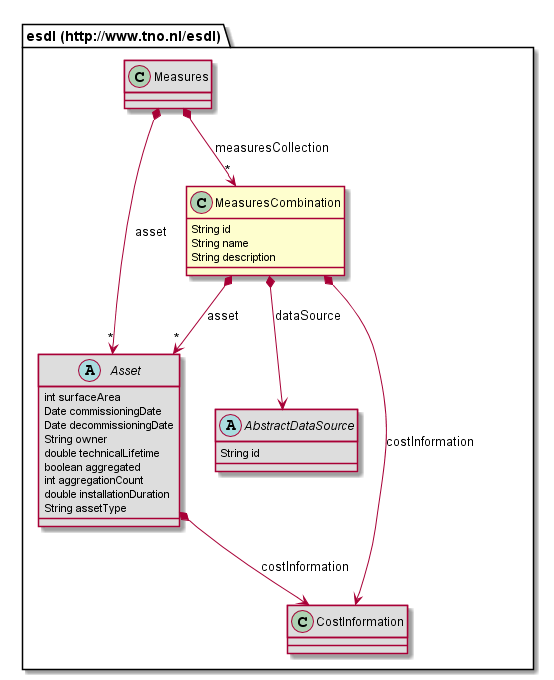 esdl (http://www.tno.nl/esdl)
C Measures
measuresCollection
*
C MeasuresCombination
String id
String name
String description
asset
asset
dataSource
*
*
A Asset
int surfaceArea
Date commissioningDate
Date decommissioningDate
String owner
double technicalLifetime
boolean aggregated
int aggregationCount
double installationDuration
String assetType
A AbstractDataSource
String id
costInformation
costInformation
C CostInformation